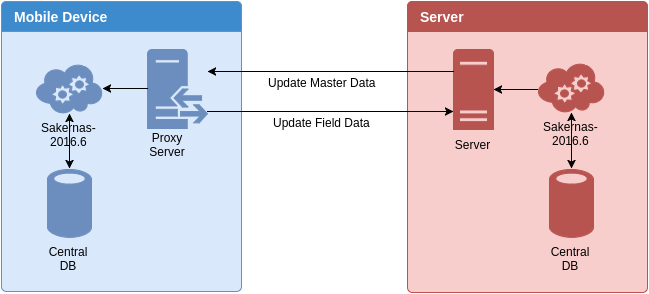 Mobile Device
Server
Update Master Data
Update Field Data
Sakernas-
2016.6
Proxy
Server
Central
DB
Server
Sakernas-
2016.6
Central
DB